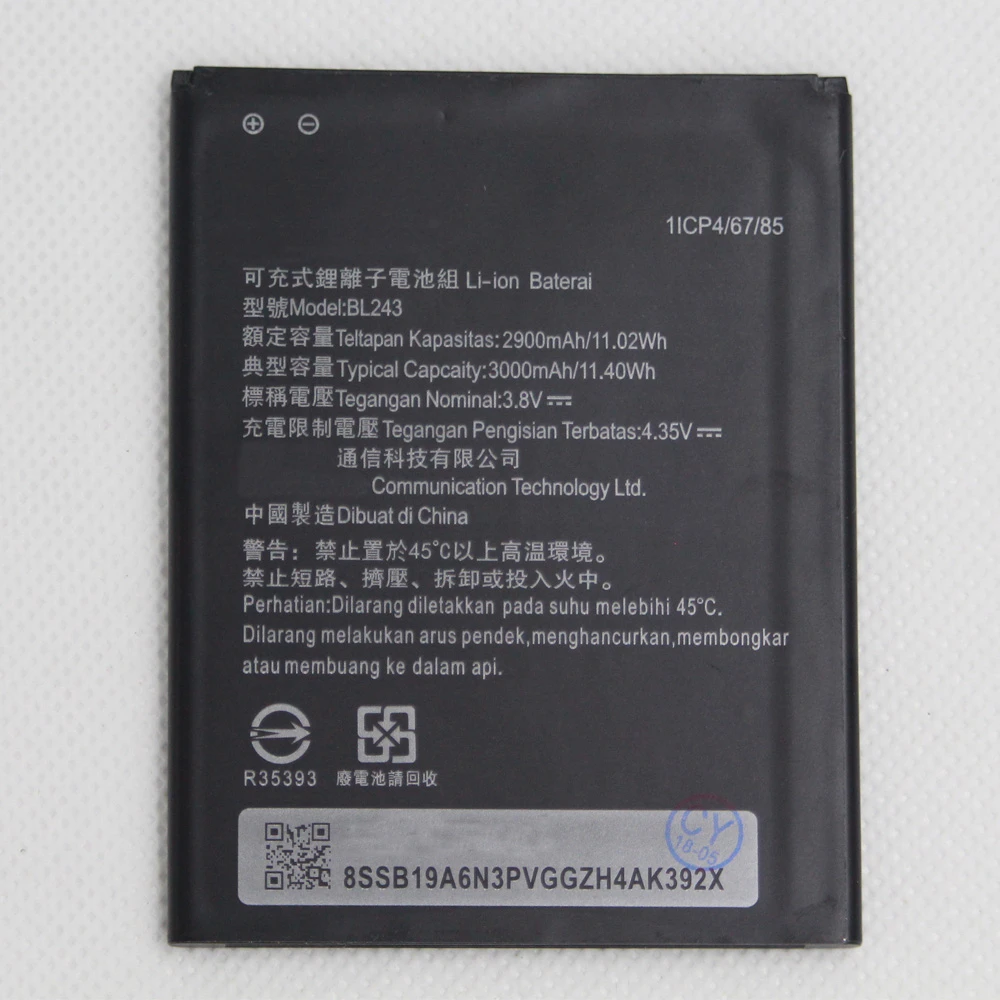 ⊕ ⊖
1ICP4/67/85
可充式鋰離子電池組 Li-ion Baterai
型號Model:BL243
額定容量Teltapan Kapasitas:2900mAh/11.02Wh
典型容量Typical Capcaity:3000mAh/11.40Wh
標稱電壓Tegangan Nominal:3.8V⎓
充電限制電壓Tegangan Pengisian Terbatas:4.35V⎓
通信科技有限公司
Communication Technology Ltd.
中國製造Dibuat di China
警告：禁止置於45°C以上高温環境。
禁止短路、擠壓、拆卸或投入火中。
Perhatian:Dilarang diletakkan pada suhu melebihi 45°C.
Dilarang melakukan arus pendek,menghancurkan,membongkar
atau membuang ke dalam api.
R35393 廢電池請回收
CY
18-05
8SSB19A6N3PVGGZH4AK392X